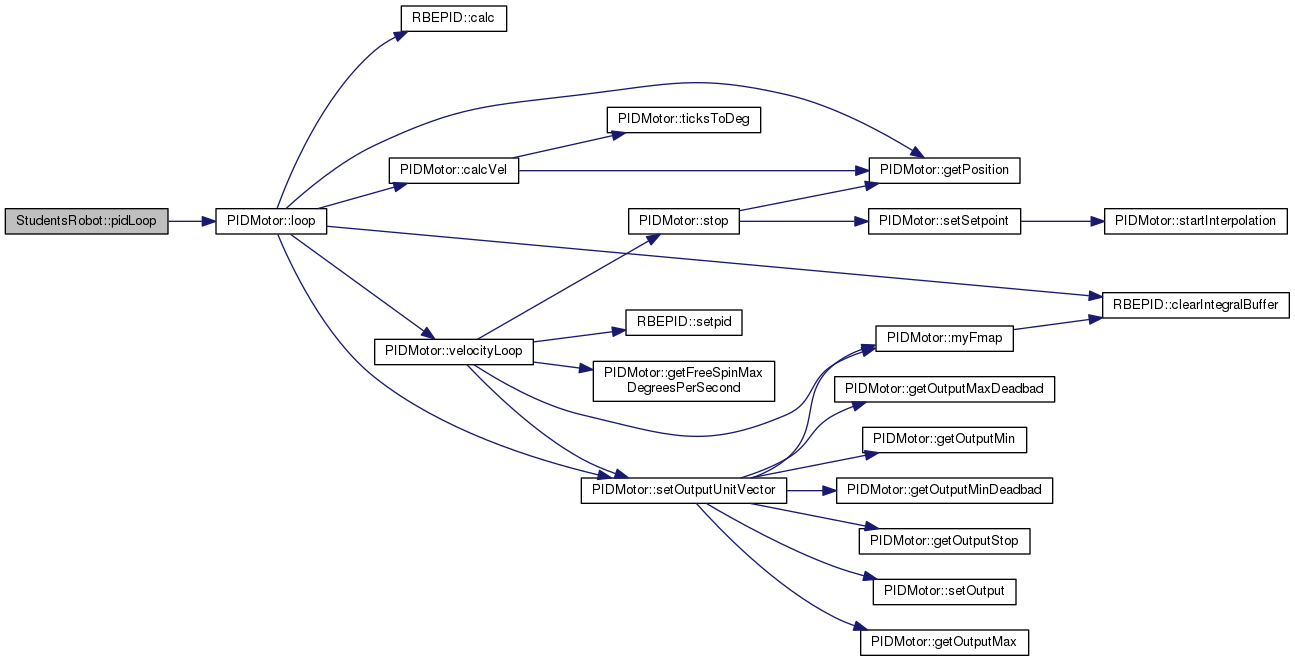 RBEPID::calc
PIDMotor::ticksToDeg
PIDMotor::calcVel
PIDMotor::getPosition
StudentsRobot::pidLoop
PIDMotor::loop
PIDMotor::stop
PIDMotor::setSetpoint
PIDMotor::startInterpolation
RBEPID::clearIntegralBuffer
RBEPID::setpid
PIDMotor::myFmap
PIDMotor::velocityLoop
PIDMotor::getFreeSpinMax
DegreesPerSecond
PIDMotor::getOutputMaxDeadbad
PIDMotor::getOutputMin
PIDMotor::setOutputUnitVector
PIDMotor::getOutputMinDeadbad
PIDMotor::getOutputStop
PIDMotor::setOutput
PIDMotor::getOutputMax